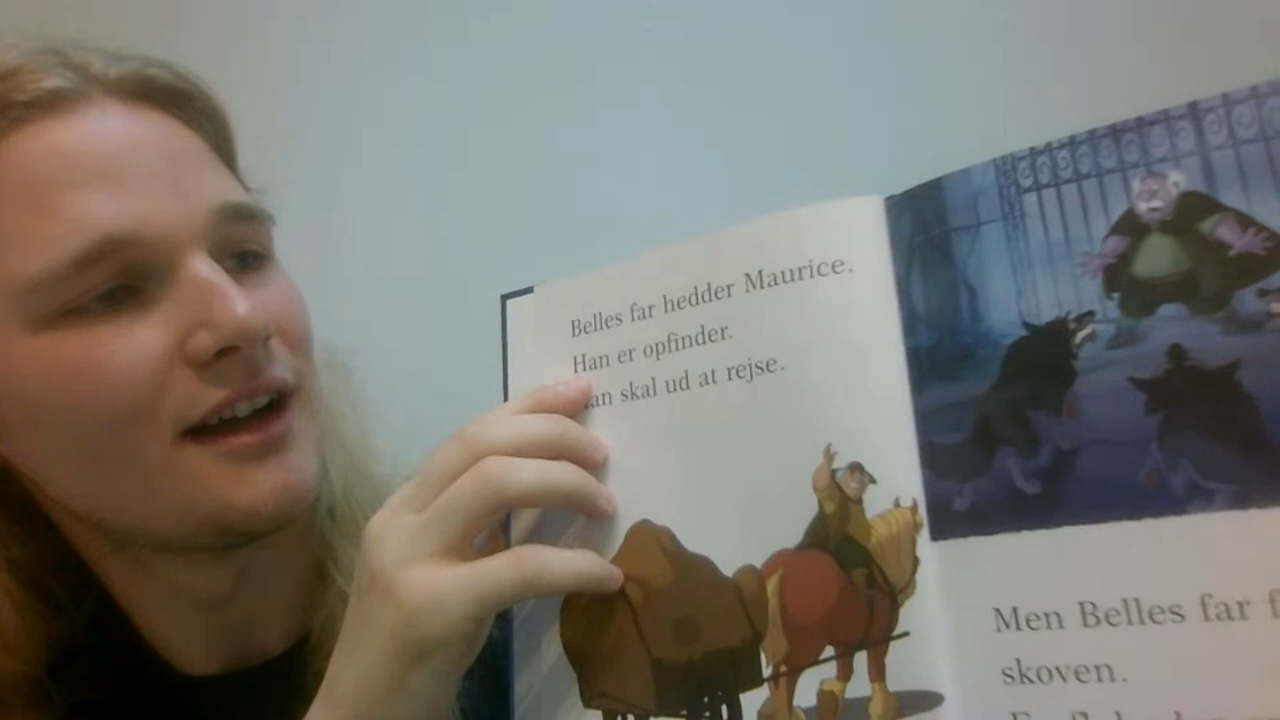 Belles far hedder Maurice.
Han er opfinder.
skal ud at rejse.
Men Belles far
skoven.